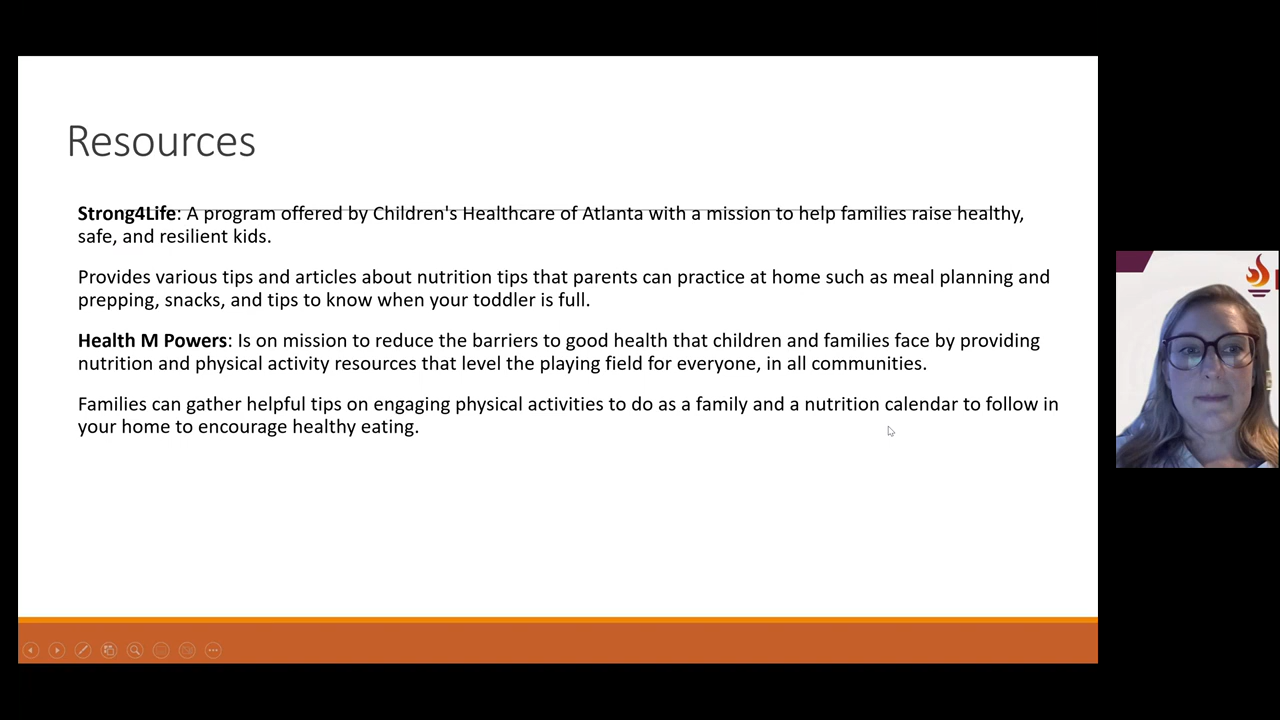 Resources
Strong4Life: A program offered by Children's Healthcare of Atlanta with a mission to help families raise healthy,
safe, and resilient kids.
Provides various tips and articles about nutrition tips that parents can practice at home such as meal planning and
prepping, snacks, and tips to know when your toddler is full.
Health M Powers: Is on mission to reduce the barriers to good health that children and families face by providing
nutrition and physical activity resources that level the playing field for everyone, in all communities.
Families can gather helpful tips on engaging physical activities to do as a family and a nutrition calendar to follow in
your home to encourage healthy eating.